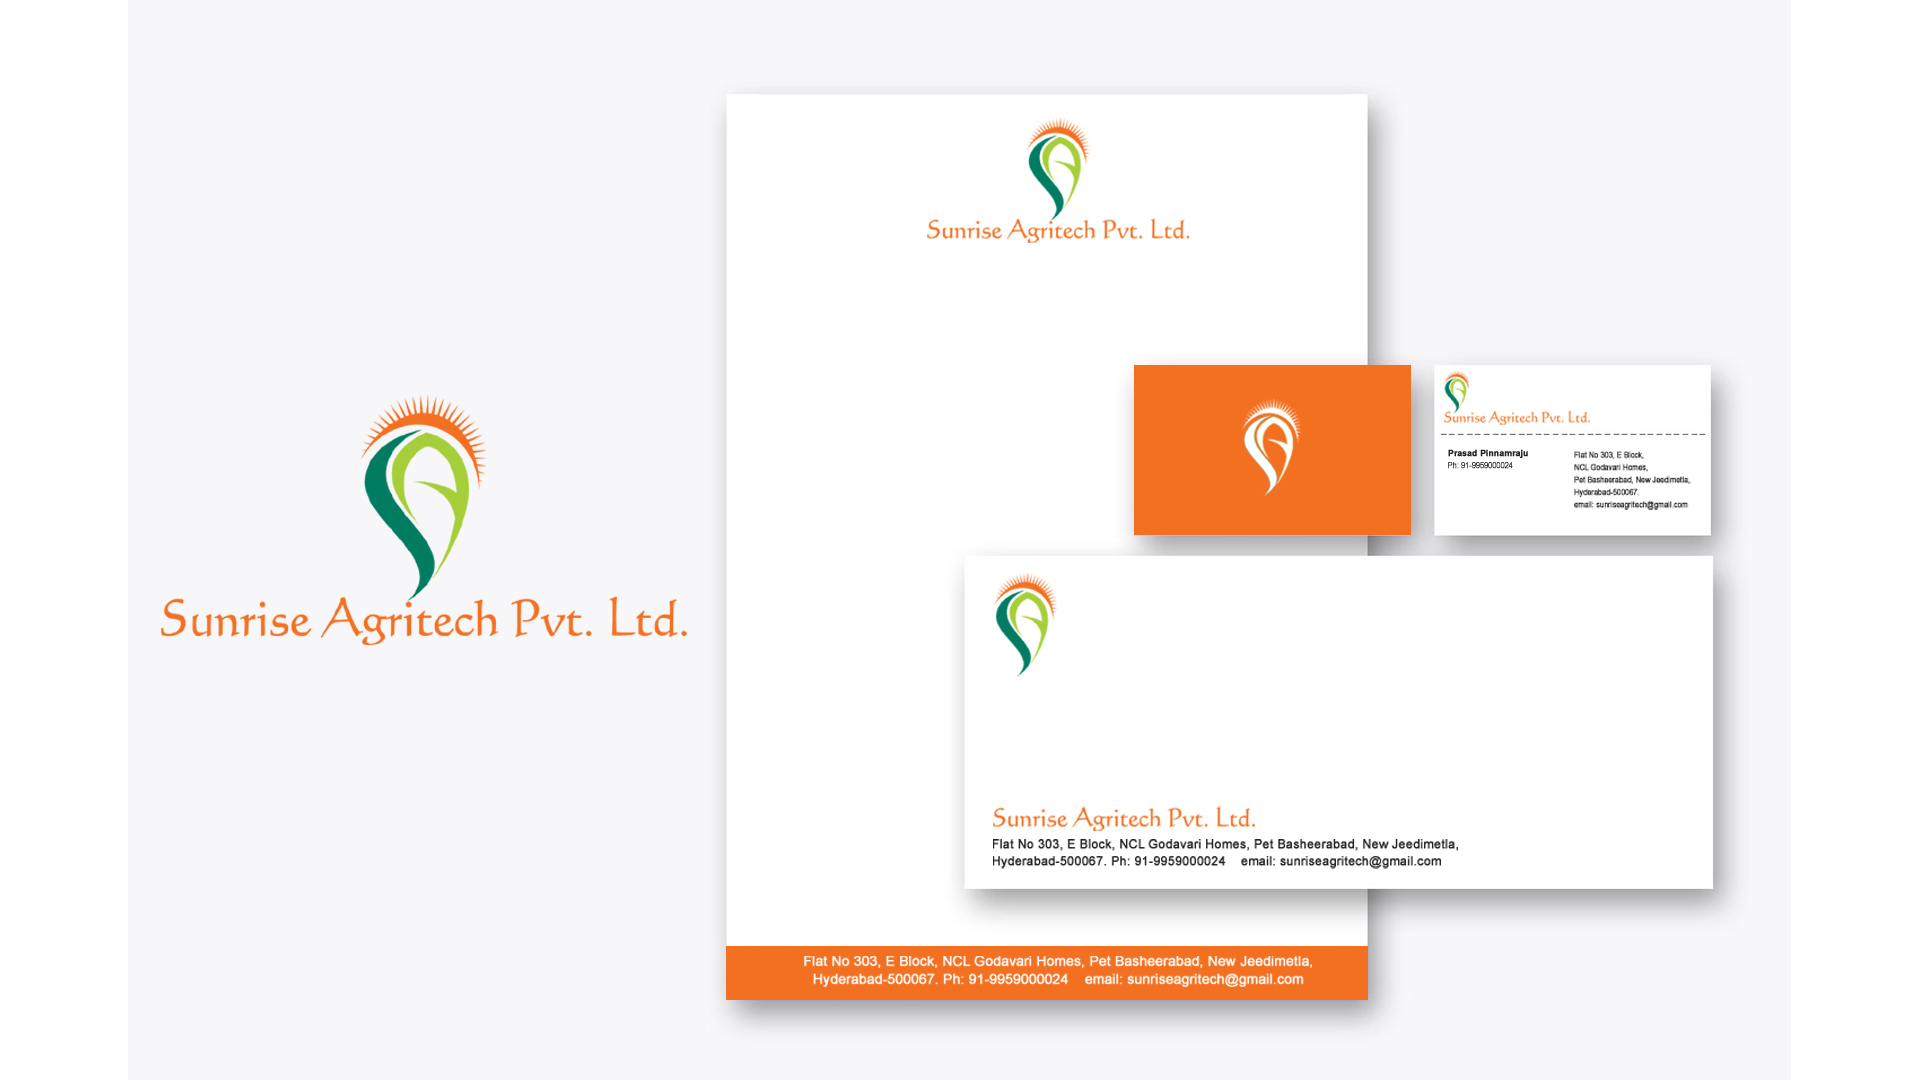 Sunrise Agritech Pvt. Ltd.
Sunrise Agritech Pvt. Ltd.
Sunrise Agritech Pvt. Ltd.
Prasad Pinnamraju
Ph: 91-9959000024
Flat No 303, E Block,
NCL Godavari Homes,
Pet Basheerabad, New Jeedimetla,
Hyderabad-500067.
email: sunriseagritech@gmail.com
Sunrise Agritech Pvt. Ltd.
Flat No 303, E Block, NCL Godavari Homes, Pet Basheerabad, New Jeedimetla,
Hyderabad-500067. Ph: 91-9959000024 email: sunriseagritech@gmail.com
Flat No 303, E Block, NCL Godavari Homes, Pet Basheerabad, New Jeedimetla,
Hyderabad-500067. Ph: 91-9959000024 email: sunriseagritech@gmail.com